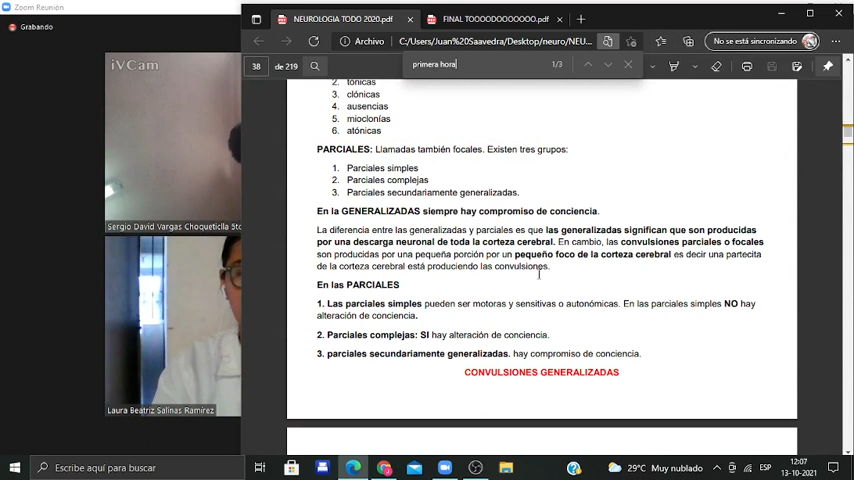 Zoom Reunión
Grabando
iVCam
Sergio David Vargas Choqueticlla 5to
Laura Beatriz Salinas Ramírez
NEUROLOGIA TODO 2020.pdf
FINAL TOOOODOOOOOOO.pdf
Archivo
C:/Users/Juan%20Saavedra/Desktop/neuro/NEU...
No se está sincronizando
38 de 219
primera hora
1/3
2. tónicas
3. clónicas
4. ausencias
5. mioclonías
6. atónicas
PARCIALES: Llamadas también focales. Existen tres grupos:
1. Parciales simples
2. Parciales complejas
3. Parciales secundariamente generalizadas.
En la GENERALIZADAS siempre hay compromiso de conciencia.
La diferencia entre las generalizadas y parciales es que las generalizadas significan que son producidas
por una descarga neuronal de toda la corteza cerebral. En cambio, las convulsiones parciales o focales
son producidas por una pequeña porción por un pequeño foco de la corteza cerebral es decir una partecita
de la corteza cerebral está produciendo las convulsiones.
En las PARCIALES
1. Las parciales simples pueden ser motoras y sensitivas o autonómicas. En las parciales simples NO hay
alteración de conciencia.
2. Parciales complejas: SI hay alteración de conciencia.
3. parciales secundariamente generalizadas. hay compromiso de conciencia.
CONVULSIONES GENERALIZADAS
Escribe aquí para buscar
29°C Muy nublado
ESP
12:07
13-10-2021